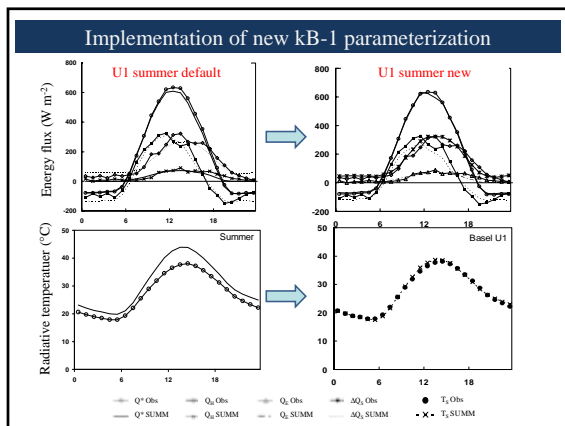 Implementation of new kB-1 parameterization
U1 summer default
U1 summer new
Energy flux (W m-2)
800
600
400
200
0
-200
0 6 12 18
800
600
400
200
0
-200
0 6 12 18
Radiative temperatuer (°C)
Summer
50
40
30
20
10
0
0 6 12 18
Basel U1
50
40
30
20
10
0
0 6 12 18
Q* Obs QH Obs QE Obs ΔQS Obs TS Obs
Q* SUMM QH SUMM QE SUMM ΔQS SUMM TS SUMM